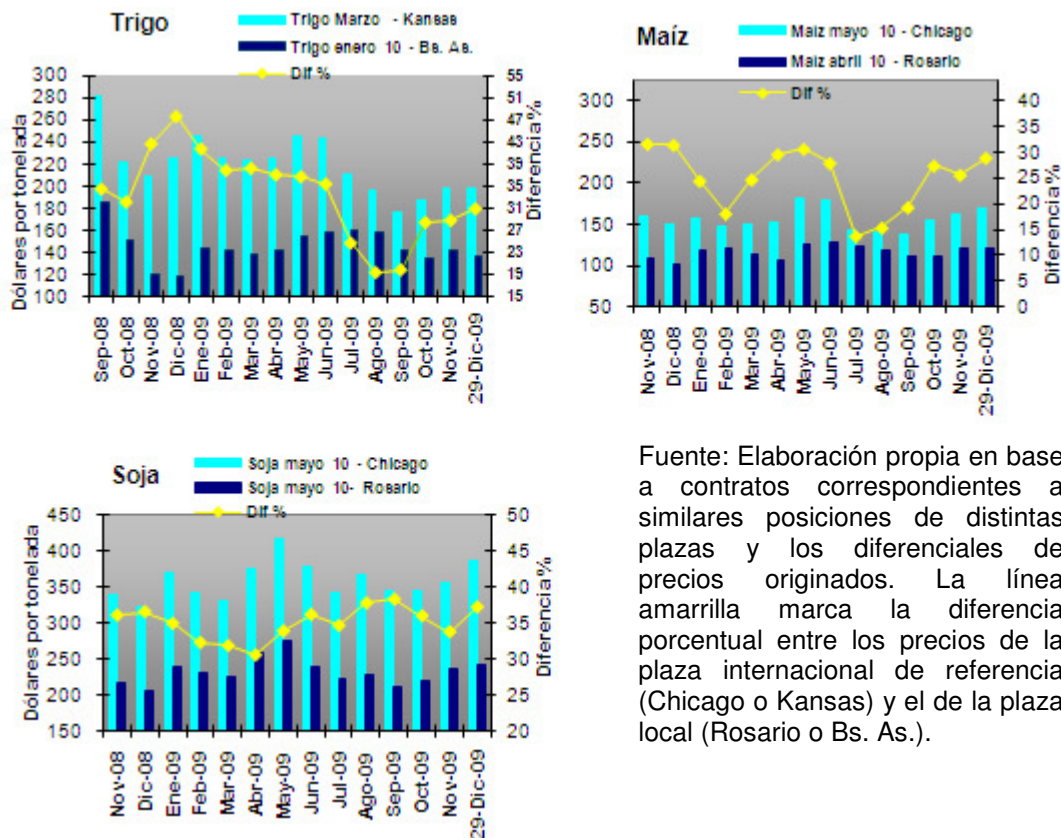 Trigo
Trigo Marzo - Kansas
Trigo enero 10 - Bs. As.
Dif %
Dólares por tonelada
300
280
260
240
220
200
180
160
140
120
100
55
51
47
43
39
35
31
27
23
19
15
Diferencia%
Sep-08
Oct-08
Nov-08
Dic-08
Ene-09
Feb-09
Mar-09
Abr-09
May-09
Jun-09
Jul-09
Ago-09
Sep-09
Oct-09
Nov-09
29-Dic-09
Maíz
Maiz mayo 10 - Chicago
Maiz abril 10 - Rosario
Dif %
300
250
200
150
100
50
40
35
30
25
20
15
10
5
0
Diferencia%
Nov-08
Dic-08
Ene-09
Feb-09
Mar-09
Abr-09
May-09
Jun-09
Jul-09
Ago-09
Sep-09
Oct-09
Nov-09
29-Dic-09
Soja
Soja mayo 10 - Chicago
Soja mayo 10- Rosario
Dif %
Dólares por tonelada
450
400
350
300
250
200
150
50
45
40
35
30
25
20
Diferencia%
Nov-08
Dic-08
Ene-09
Feb-09
Mar-09
Abr-09
May-09
Jun-09
Jul-09
Ago-09
Sep-09
Oct-09
Nov-09
29-Dic-09
Fuente: Elaboración propia en base
a contratos correspondientes a
similares posiciones de distintas
plazas y los diferenciales de
precios originados. La línea
amarrilla marca la diferencia
porcentual entre los precios de la
plaza internacional de referencia
(Chicago o Kansas) y el de la plaza
local (Rosario o Bs. As.).